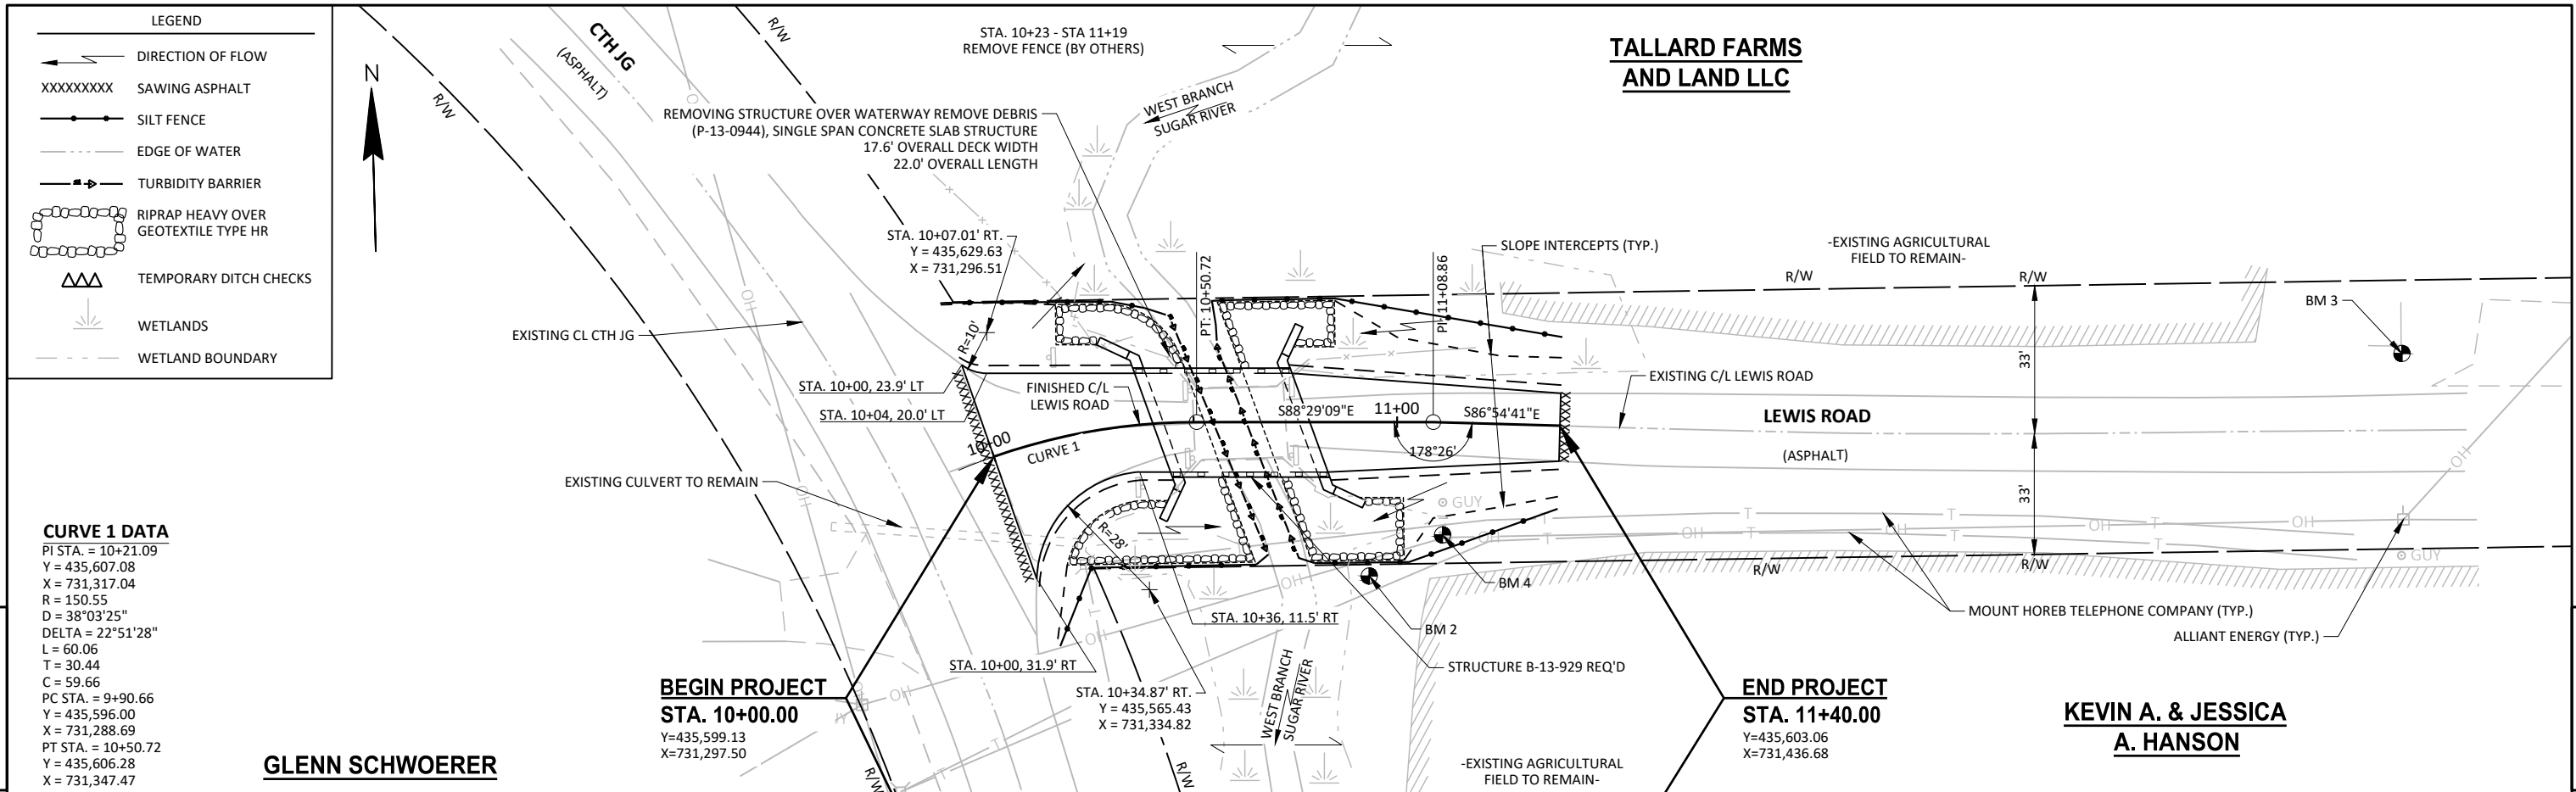 LEGEND
DIRECTION OF FLOW
XXXXXXXXX SAWING ASPHALT
SILT FENCE
EDGE OF WATER
TURBIDITY BARRIER
RIPRAP HEAVY OVER
GEOTEXTILE TYPE HR
TEMPORARY DITCH CHECKS
WETLANDS
WETLAND BOUNDARY
N
R/W
CTH JG
(ASPHALT)
R/W
STA. 10+23 - STA 11+19
REMOVE FENCE (BY OTHERS)
TALLARD FARMS
AND LAND LLC
WEST BRANCH
SUGAR RIVER
REMOVING STRUCTURE OVER WATERWAY REMOVE DEBRIS
(P-13-0944), SINGLE SPAN CONCRETE SLAB STRUCTURE
17.6' OVERALL DECK WIDTH
22.0' OVERALL LENGTH
STA. 10+07.01' RT.
Y = 435,629.63
X = 731,296.51
PT: 10+50.72
PI-11+08.86
SLOPE INTERCEPTS (TYP.)
-EXISTING AGRICULTURAL
FIELD TO REMAIN-
R/W
R/W
BM 3
EXISTING CL CTH JG
OH
OH
R=10'
33'
STA. 10+00, 23.9' LT
STA. 10+04, 20.0' LT
FINISHED C/L
LEWIS ROAD
EXISTING C/L LEWIS ROAD
S88°29'09"E
11+00
S86°54'41"E
LEWIS ROAD
10+00
CURVE 1
178°26'
(ASPHALT)
OH
EXISTING CULVERT TO REMAIN
OH
GUY
33'
R=28'
T
T
T
T
OH
OH
OH
OH
OH
T
T
T
T
GUY
R/W
R/W
OH
BM 4
MOUNT HOREB TELEPHONE COMPANY (TYP.)
STA. 10+36, 11.5' RT
BM 2
ALLIANT ENERGY (TYP.)
T
OH
STA. 10+00, 31.9' RT
STRUCTURE B-13-929 REQ'D
WEST BRANCH
SUGAR RIVER
STA. 10+34.87' RT.
Y = 435,565.43
X = 731,334.82
CURVE 1 DATA
PI STA. = 10+21.09
Y = 435,607.08
X = 731,317.04
R = 150.55
D = 38°03'25"
DELTA = 22°51'28"
L = 60.06
T = 30.44
C = 59.66
PC STA. = 9+90.66
Y = 435,596.00
X = 731,288.69
PT STA. = 10+50.72
Y = 435,606.28
X = 731,347.47
GLENN SCHWOERER
BEGIN PROJECT
STA. 10+00.00
Y=435,599.13
X=731,297.50
OH
OH
T
R/W
R/W
-EXISTING AGRICULTURAL
FIELD TO REMAIN-
END PROJECT
STA. 11+40.00
Y=435,603.06
X=731,436.68
KEVIN A. & JESSICA
A. HANSON